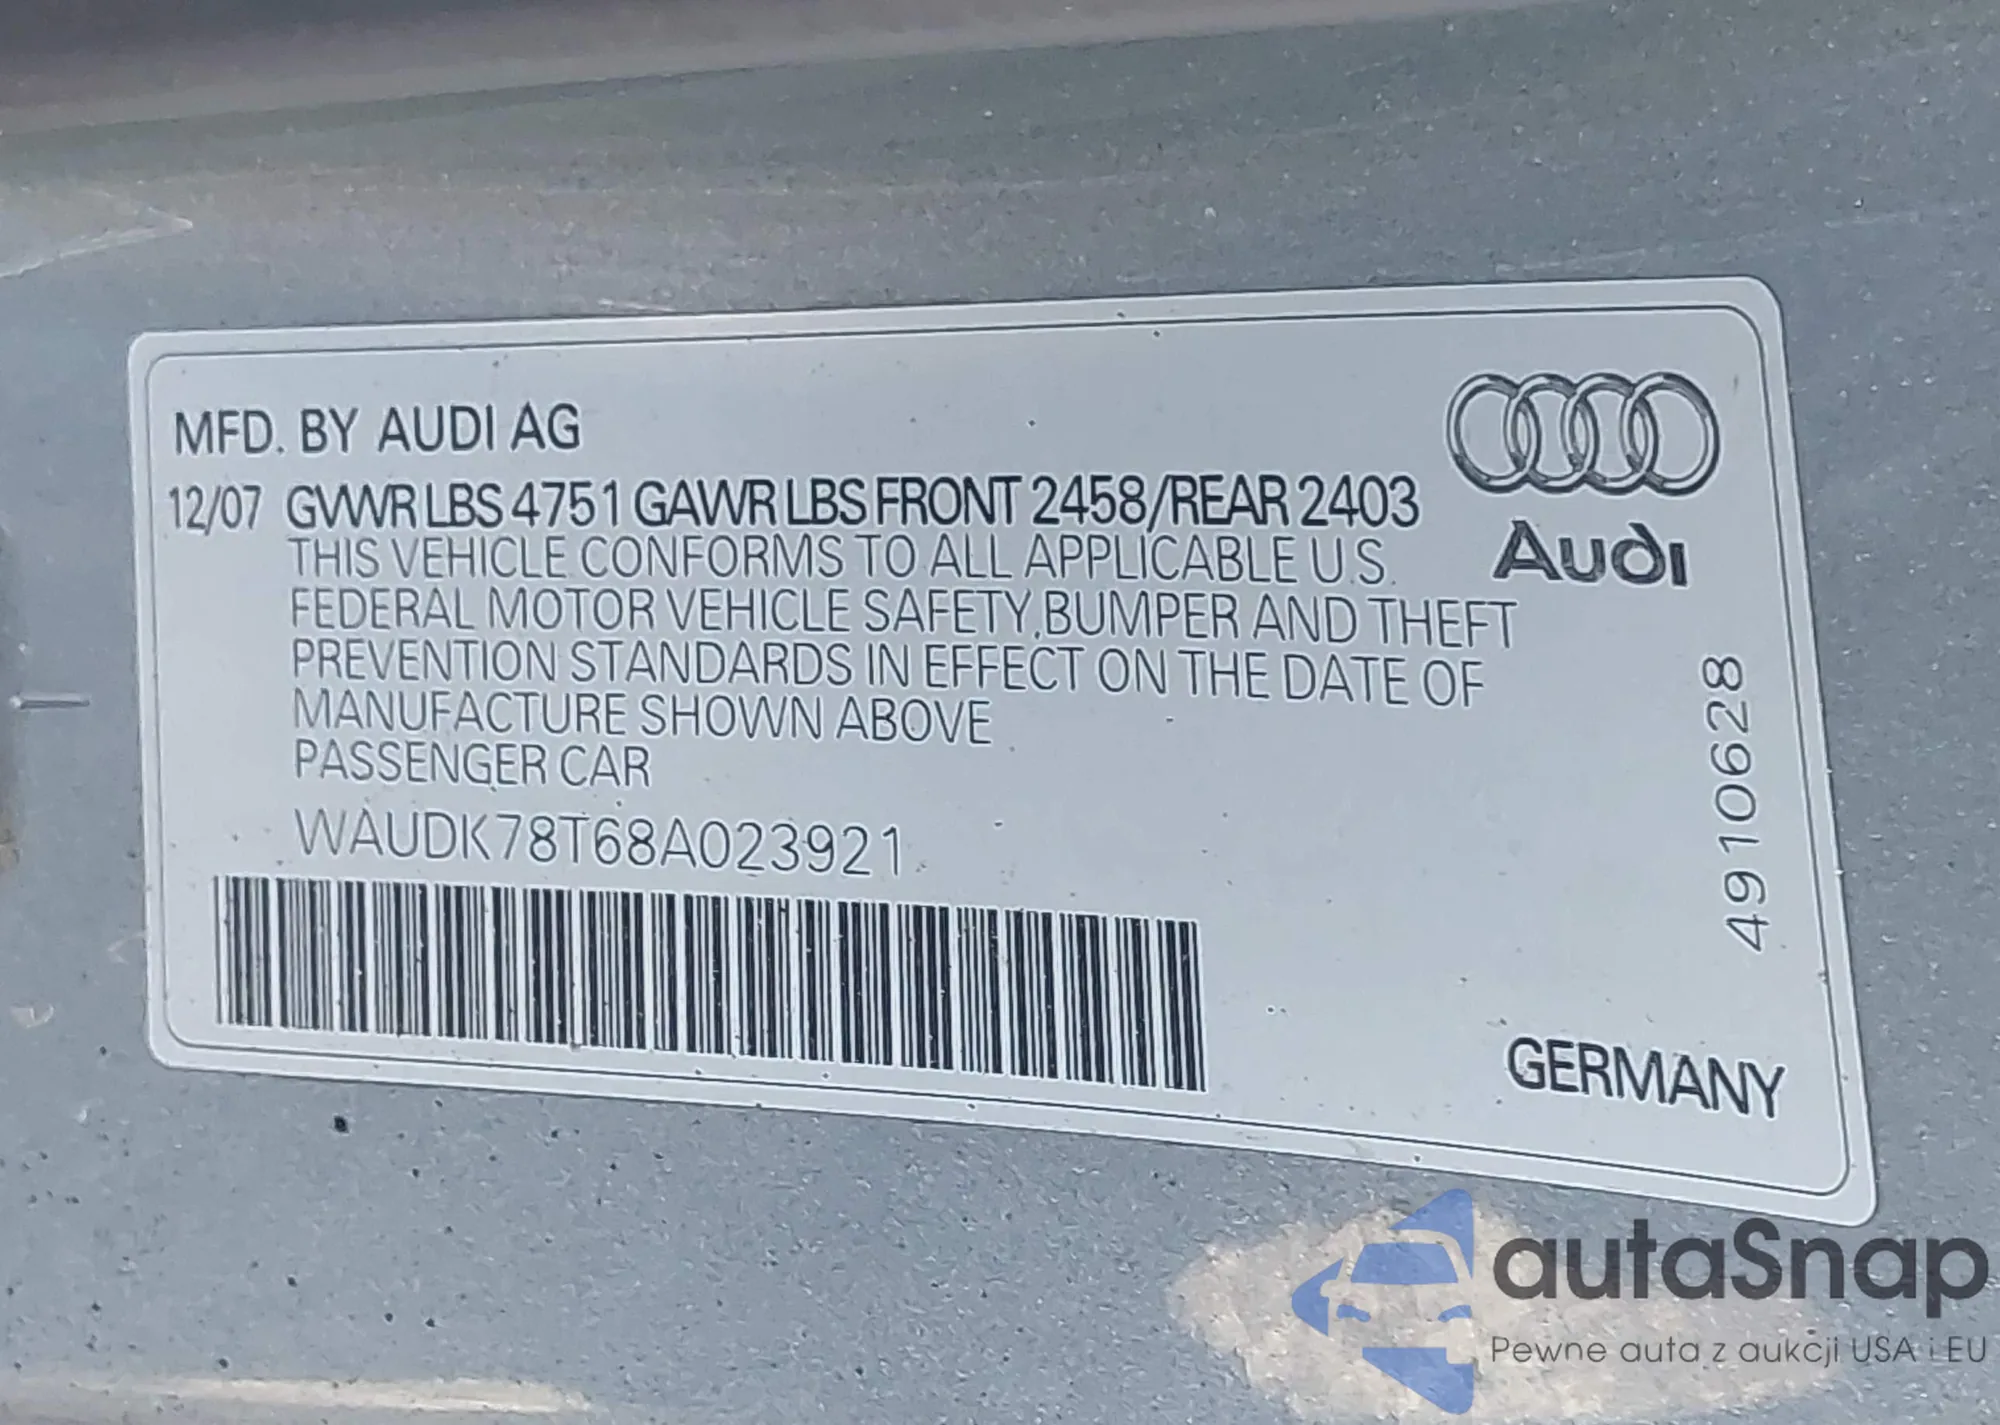 MFD. BY AUDI AG
12/07 GVWR LBS 4751 GAWR LBS FRONT 2458/REAR 2403
THIS VEHICLE CONFORMS TO ALL APPLICABLE U.S.
FEDERAL MOTOR VEHICLE SAFETY, BUMPER AND THEFT
PREVENTION STANDARDS IN EFFECT ON THE DATE OF
MANUFACTURE SHOWN ABOVE
PASSENGER CAR
WAUDK78T68A023921
Audi
4910628
GERMANY
autaSnap
Pewne auta z aukcji USA i EU